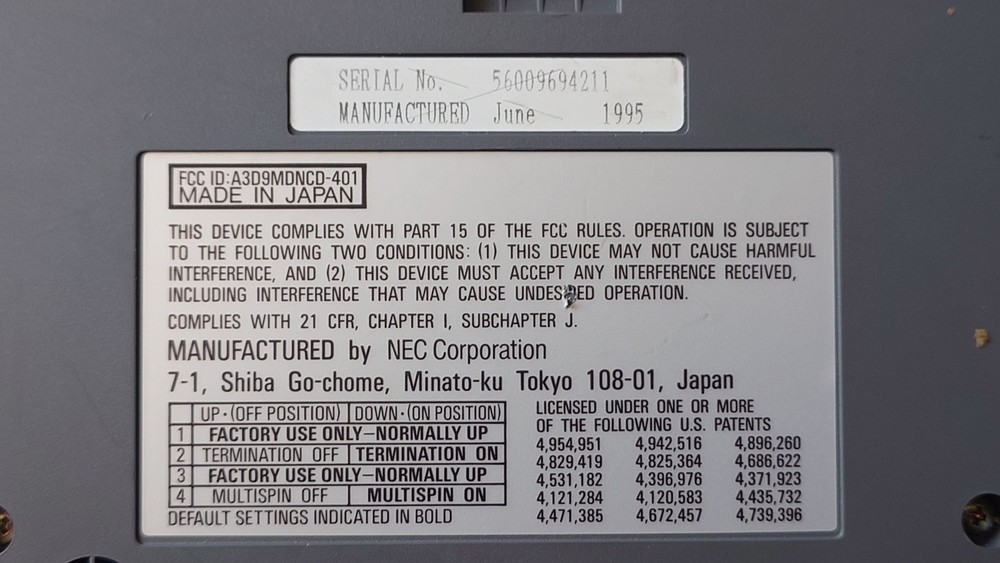 SERIAL No. 56009694211
MANUFACTURED June 1995
FCC ID:A3D9MDNCD-401
MADE IN JAPAN
THIS DEVICE COMPLIES WITH PART 15 OF THE FCC RULES. OPERATION IS SUBJECT
TO THE FOLLOWING TWO CONDITIONS: (1) THIS DEVICE MAY NOT CAUSE HARMFUL
INTERFERENCE, AND (2) THIS DEVICE MUST ACCEPT ANY INTERFERENCE RECEIVED,
INCLUDING INTERFERENCE THAT MAY CAUSE UNDESIRED OPERATION.
COMPLIES WITH 21 CFR, CHAPTER I, SUBCHAPTER J.
MANUFACTURED by NEC Corporation
7-1, Shiba Go-chome, Minato-ku Tokyo 108-01, Japan
UP·(OFF POSITION) DOWN·(ON POSITION)
1 FACTORY USE ONLY–NORMALLY UP
2 TERMINATION OFF TERMINATION ON
3 FACTORY USE ONLY–NORMALLY UP
4 MULTISPIN OFF MULTISPIN ON
DEFAULT SETTINGS INDICATED IN BOLD
LICENSED UNDER ONE OR MORE
OF THE FOLLOWING U.S. PATENTS
4,954,951 4,942,516 4,896,260
4,829,419 4,825,364 4,686,622
4,531,182 4,396,976 4,371,923
4,121,284 4,120,583 4,435,732
4,471,385 4,672,457 4,739,396